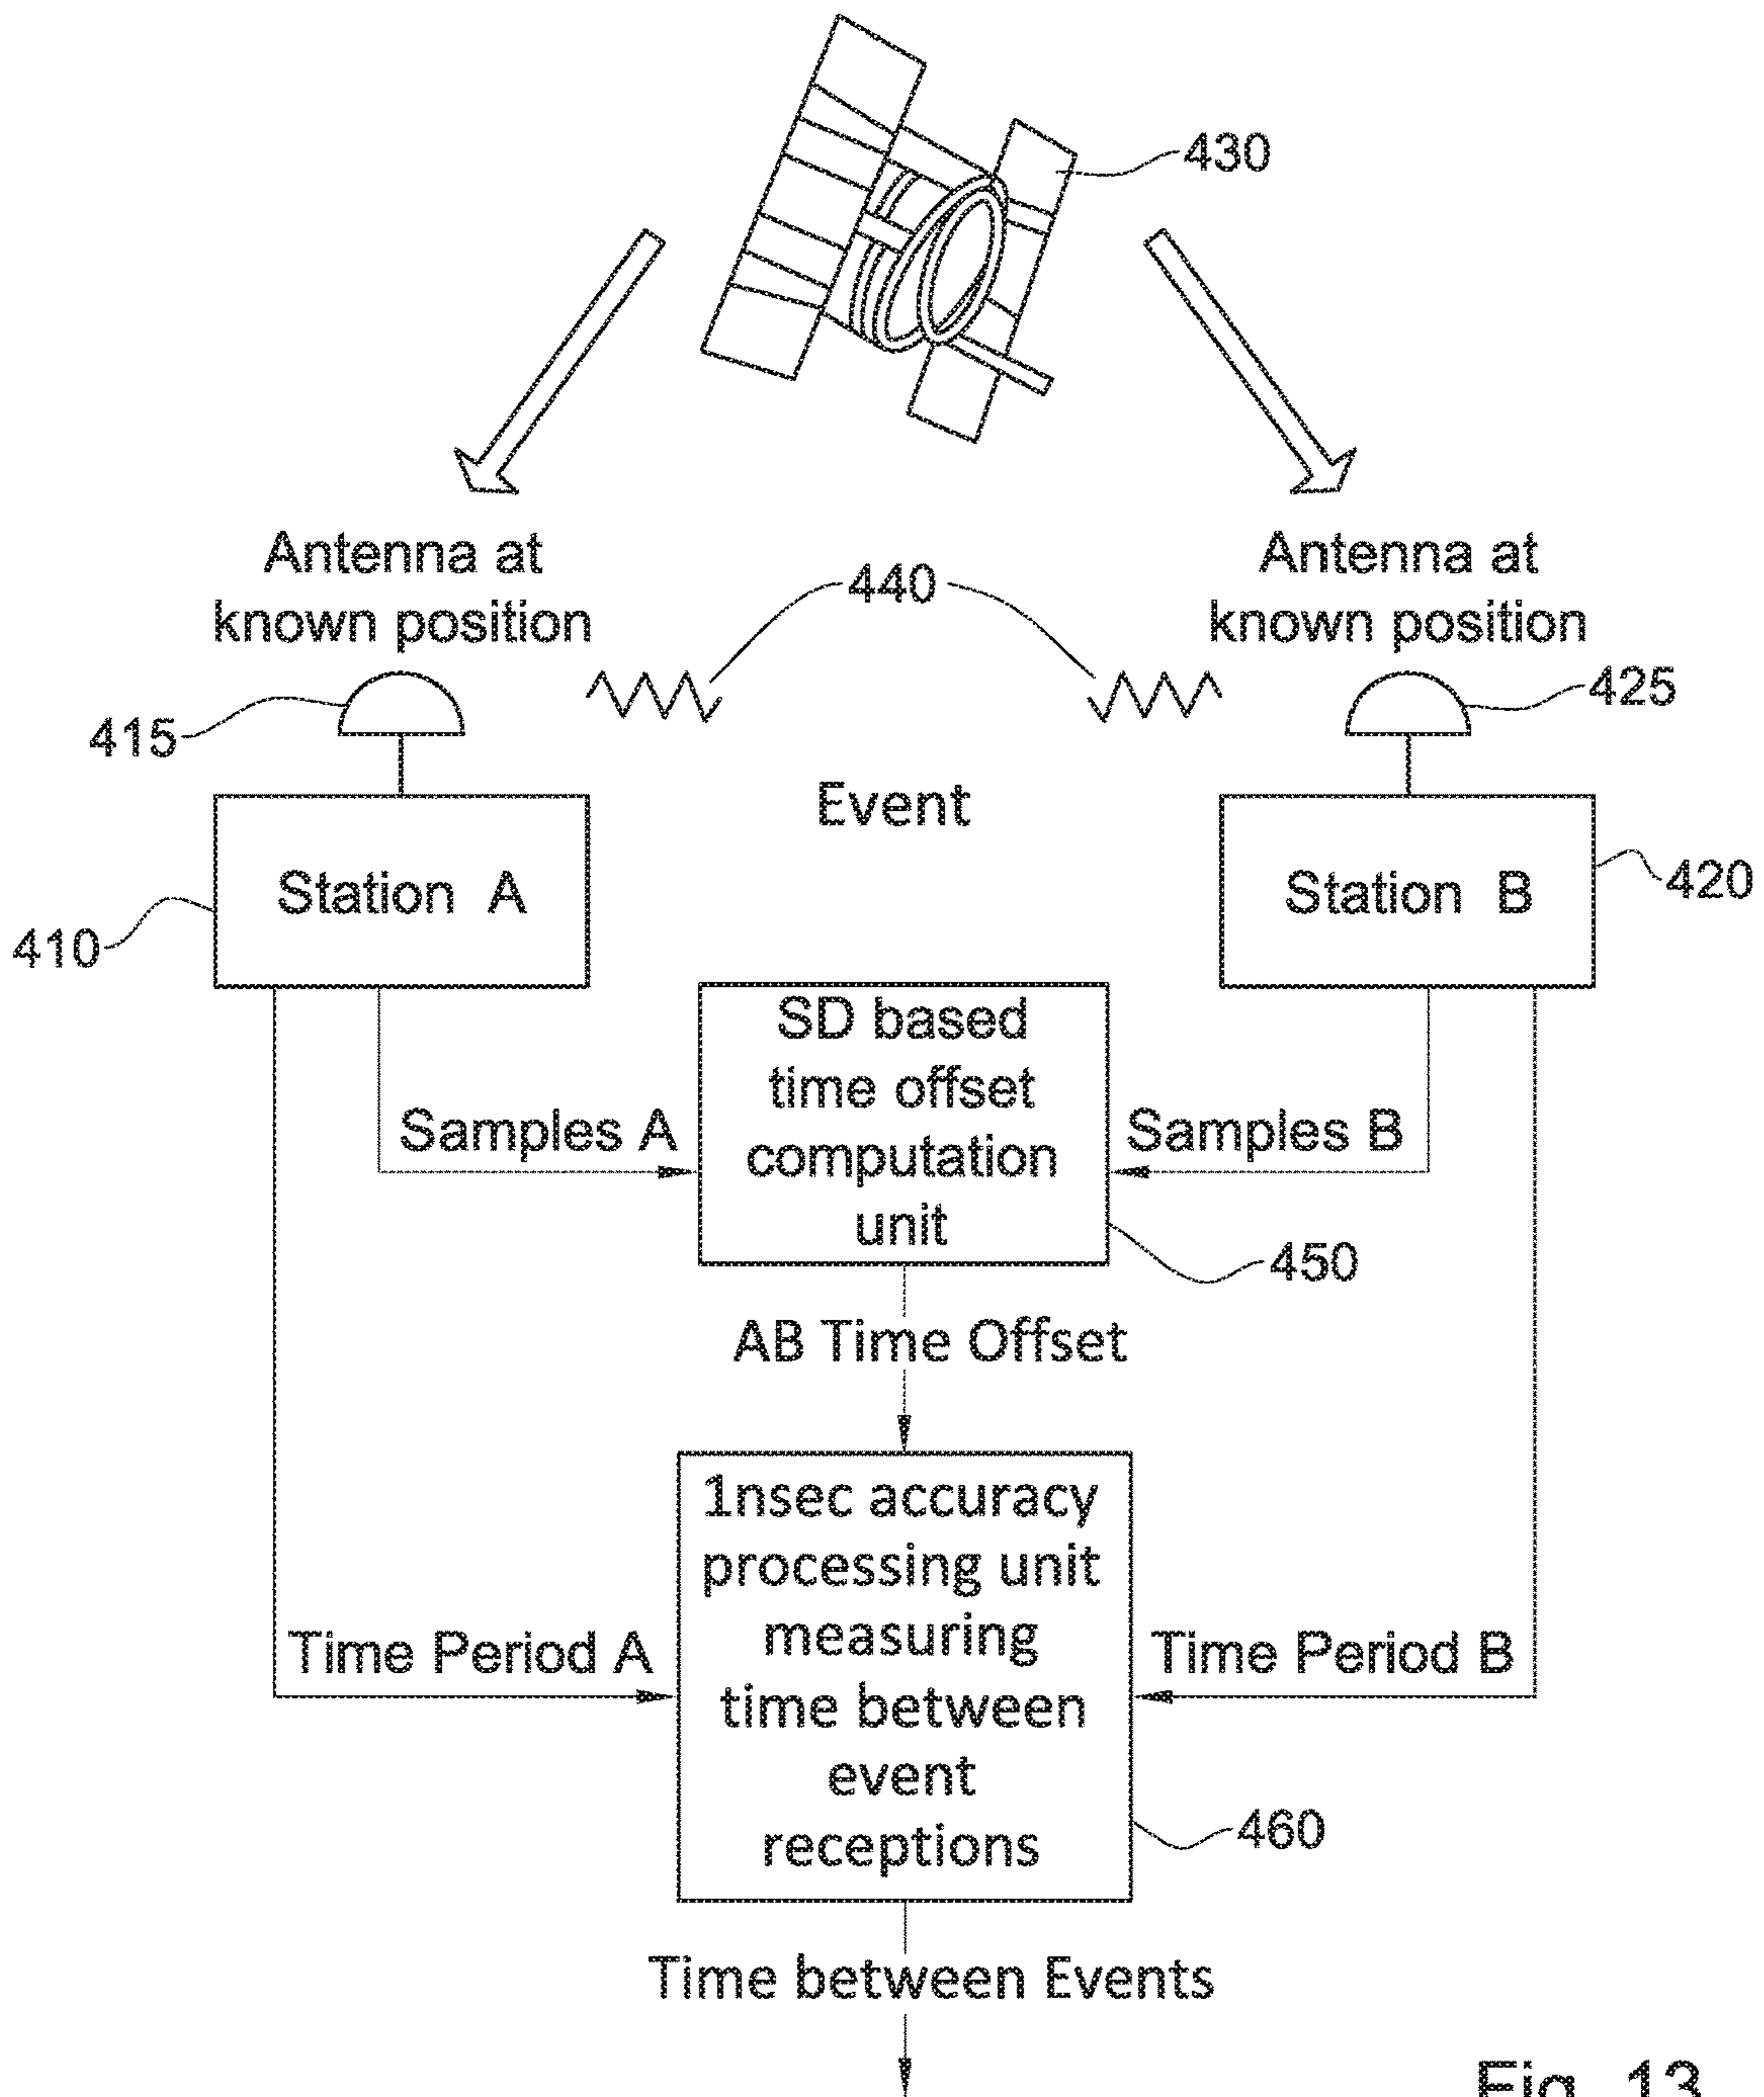 430
Antenna at
known position
440
Antenna at
known position
415
425
Event
Station A
Station B
410
420
SD based
time offset
computation
unit
Samples A
Samples B
450
AB Time Offset
1nsec accuracy
processing unit
measuring
time between
event
receptions
Time Period A
Time Period B
460
Time between Events
Fig. 13